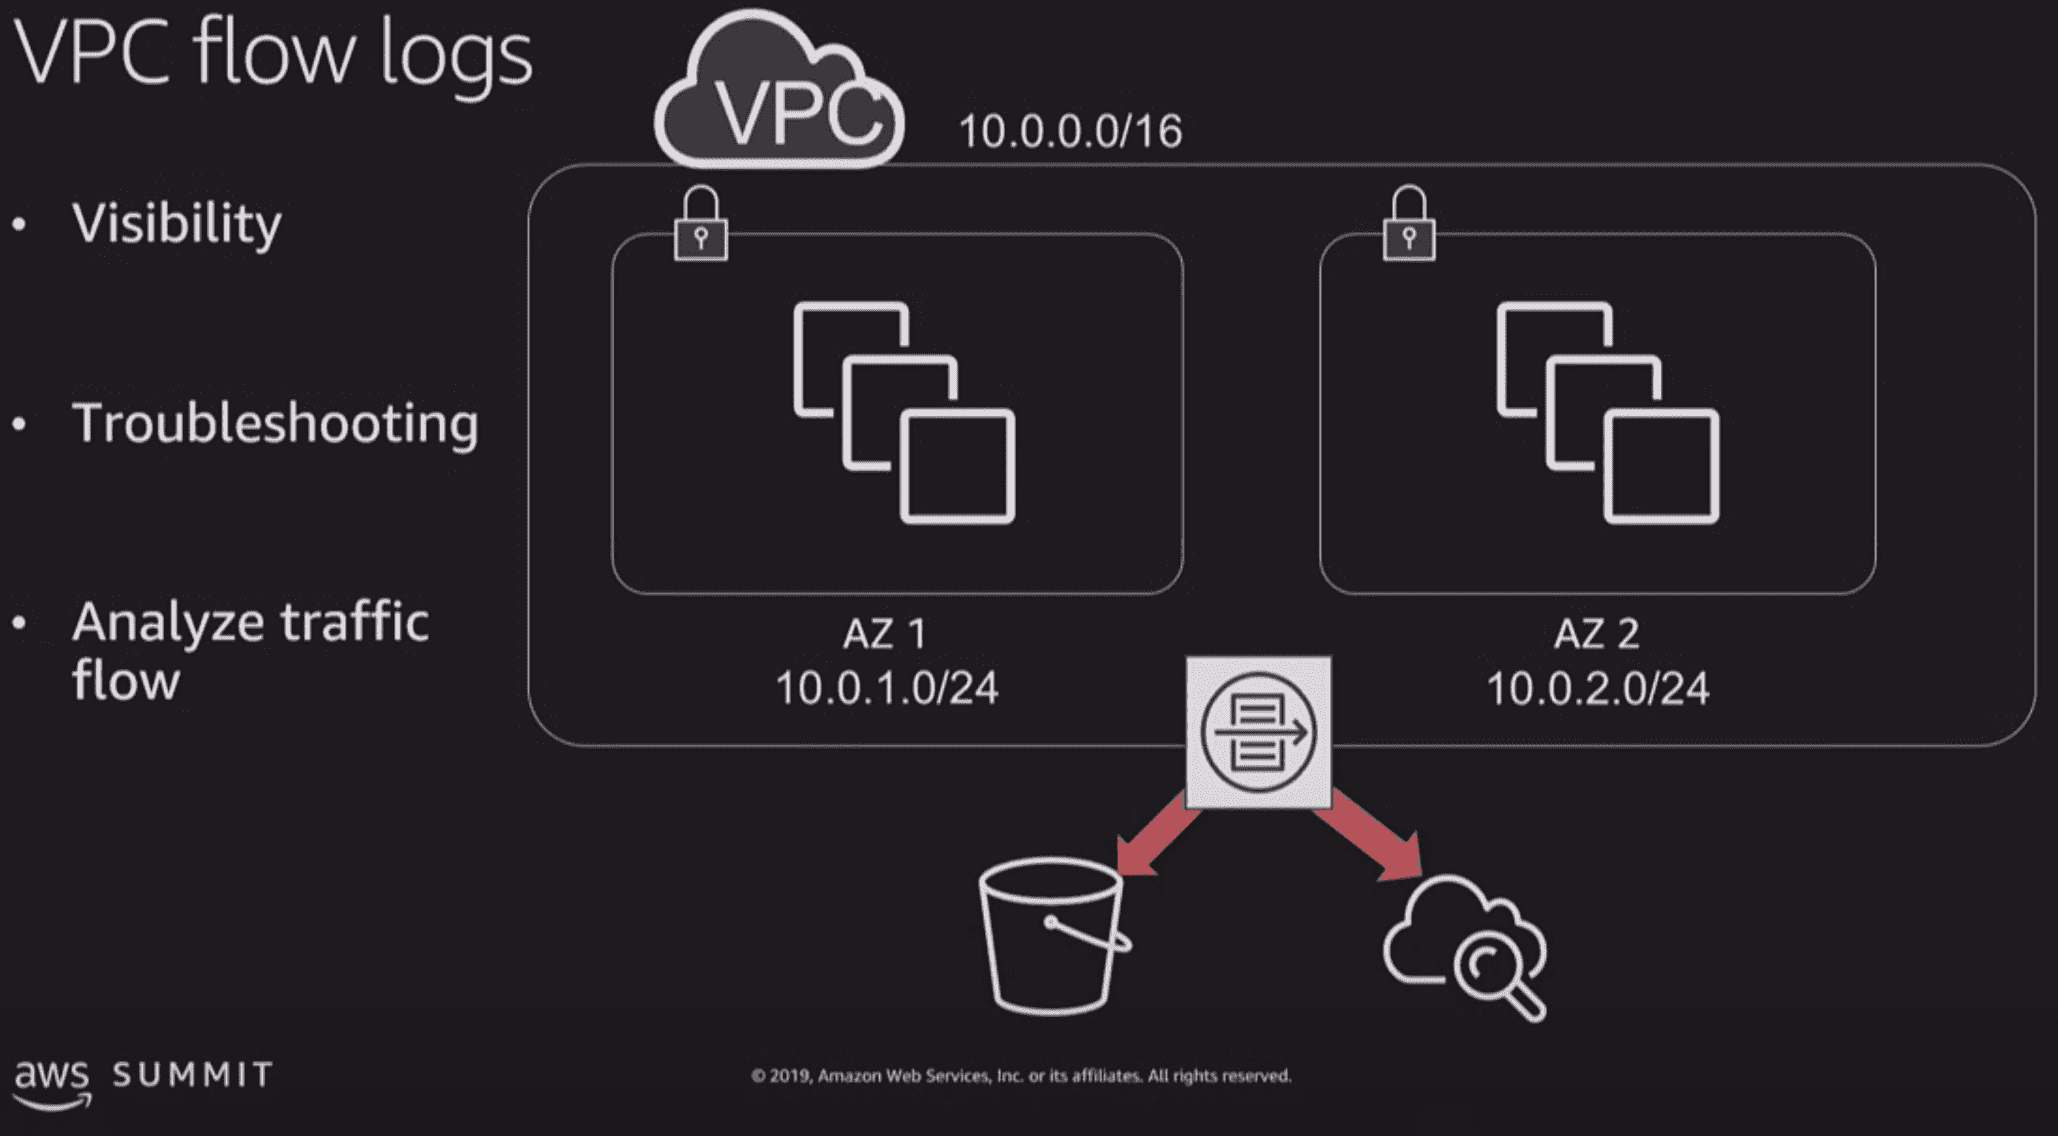 VPC flow logs
VPC
10.0.0.0/16
• Visibility
• Troubleshooting
• Analyze traffic
flow
AZ 1
10.0.1.0/24
AZ 2
10.0.2.0/24
aws SUMMIT
© 2019, Amazon Web Services, Inc. or its affiliates. All rights reserved.